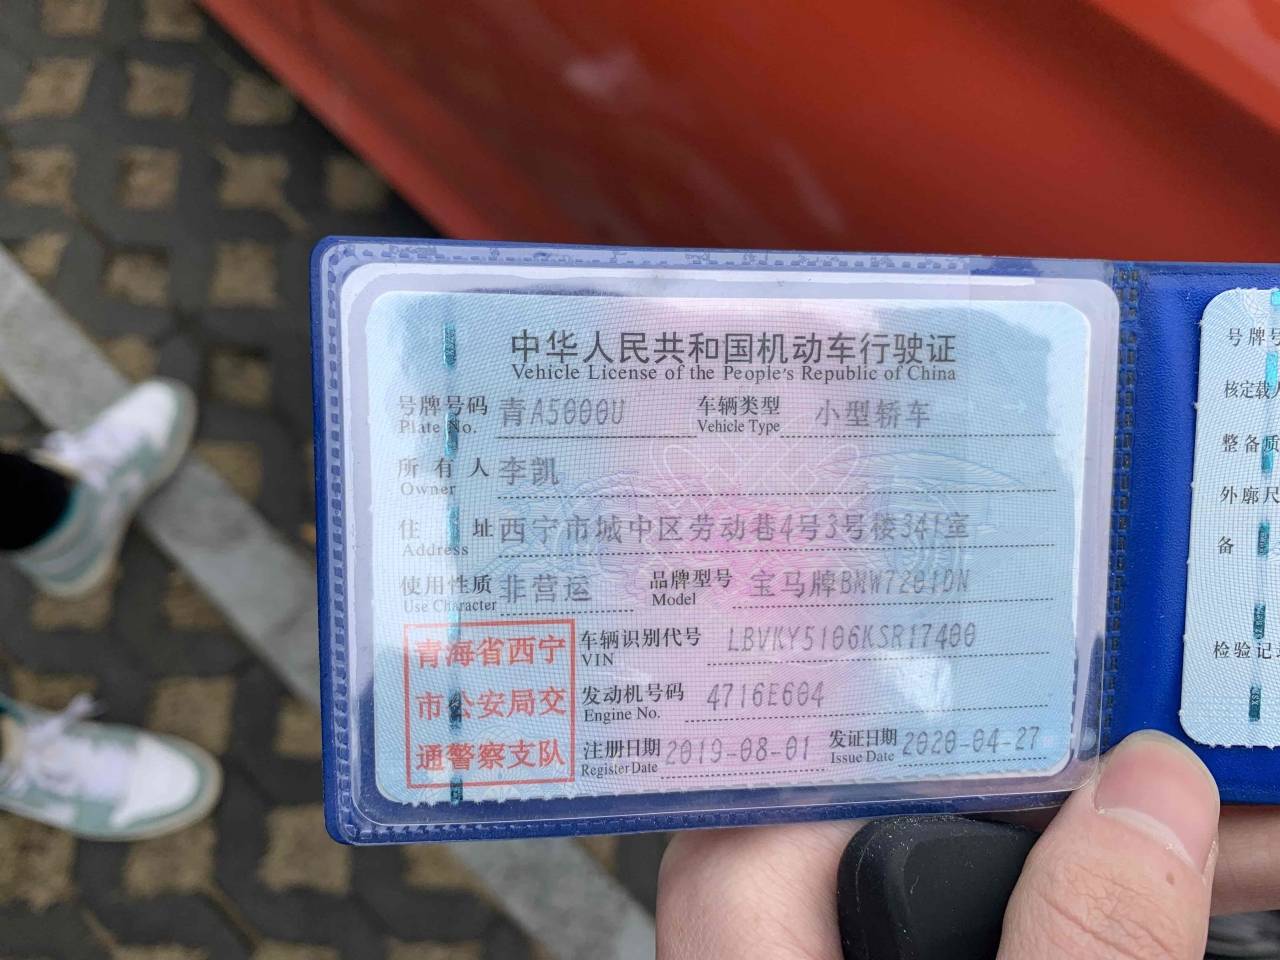 中华人民共和国机动车行驶证
Vehicle License of the People's Republic of China
号牌号码 青A5000U 车辆类型 小型轿车
Plate No. Vehicle Type
所有人 李凯
Owner
住址 西宁市城中区劳动巷4号3号楼341室
Address
使用性质 非营运 品牌型号 宝马牌BMW7201DN
Use Character Model
青海省西宁
市公安局交
通警察支队
车辆识别代号 LBVKY5106KSR17400
VIN
发动机号码 4716E604
Engine No.
注册日期 2019-08-01 发证日期 2020-04-27
Register Date Issue Date
号牌号
核定载人
整备质
外廓尺
备
检验记录